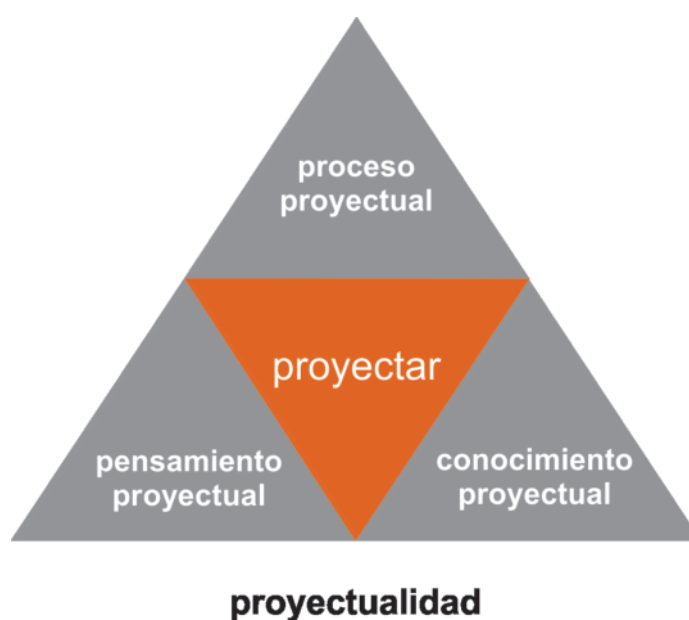 proceso
proyectual
proyectar
pensamiento
proyectual
conocimiento
proyectual
proyectualidad